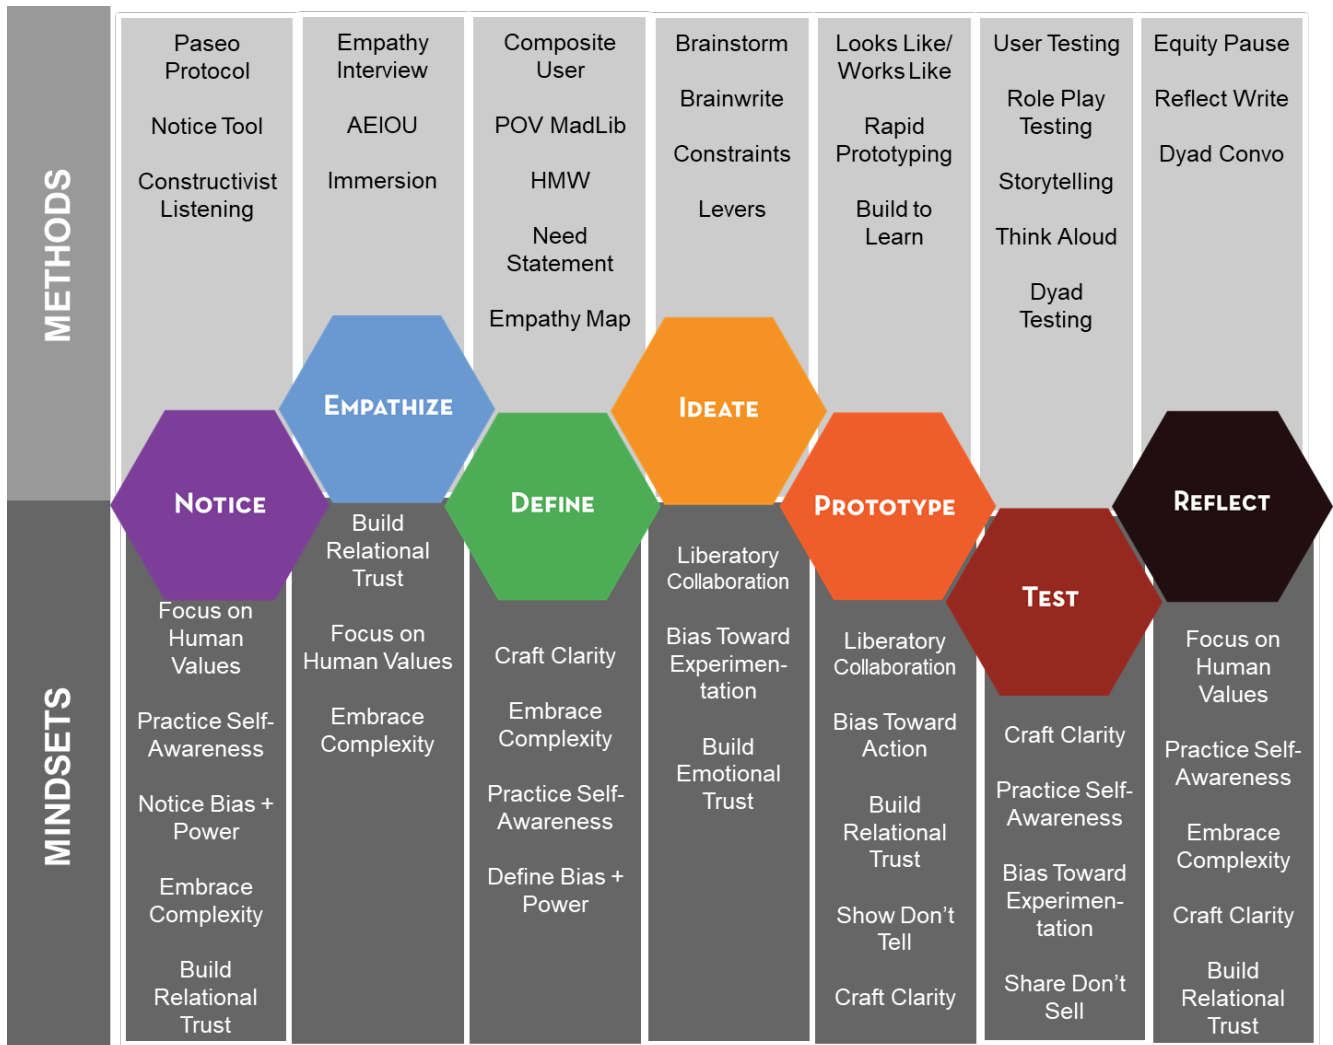 METHODS
Paseo
Protocol
Notice Tool
Constructivist
Listening
Empathy
Interview
AEIOU
Immersion
Composite
User
POV MadLib
HMW
Need
Statement
Empathy Map
Brainstorm
Brainwrite
Constraints
Levers
Looks Like/
Works Like
Rapid
Prototyping
Build to
Learn
User Testing
Role Play
Testing
Storytelling
Think Aloud
Dyad
Testing
Equity Pause
Reflect Write
Dyad Convo
NOTICE
EMPATHIZE
DEFINE
IDEATE
PROTOTYPE
TEST
REFLECT
MINDSETS
Focus on
Human
Values
Practice Self-
Awareness
Notice Bias +
Power
Embrace
Complexity
Build
Relational
Trust
Build
Relational
Trust
Focus on
Human Values
Embrace
Complexity
Craft Clarity
Embrace
Complexity
Practice Self-
Awareness
Define Bias +
Power
Liberatory
Collaboration
Bias Toward
Experimen-
tation
Build
Emotional
Trust
Liberatory
Collaboration
Bias Toward
Action
Build
Relational
Trust
Show Don't
Tell
Craft Clarity
Craft Clarity
Practice Self-
Awareness
Bias Toward
Experimen-
tation
Share Don't
Sell
Focus on
Human
Values
Practice Self-
Awareness
Embrace
Complexity
Craft Clarity
Build
Relational
Trust